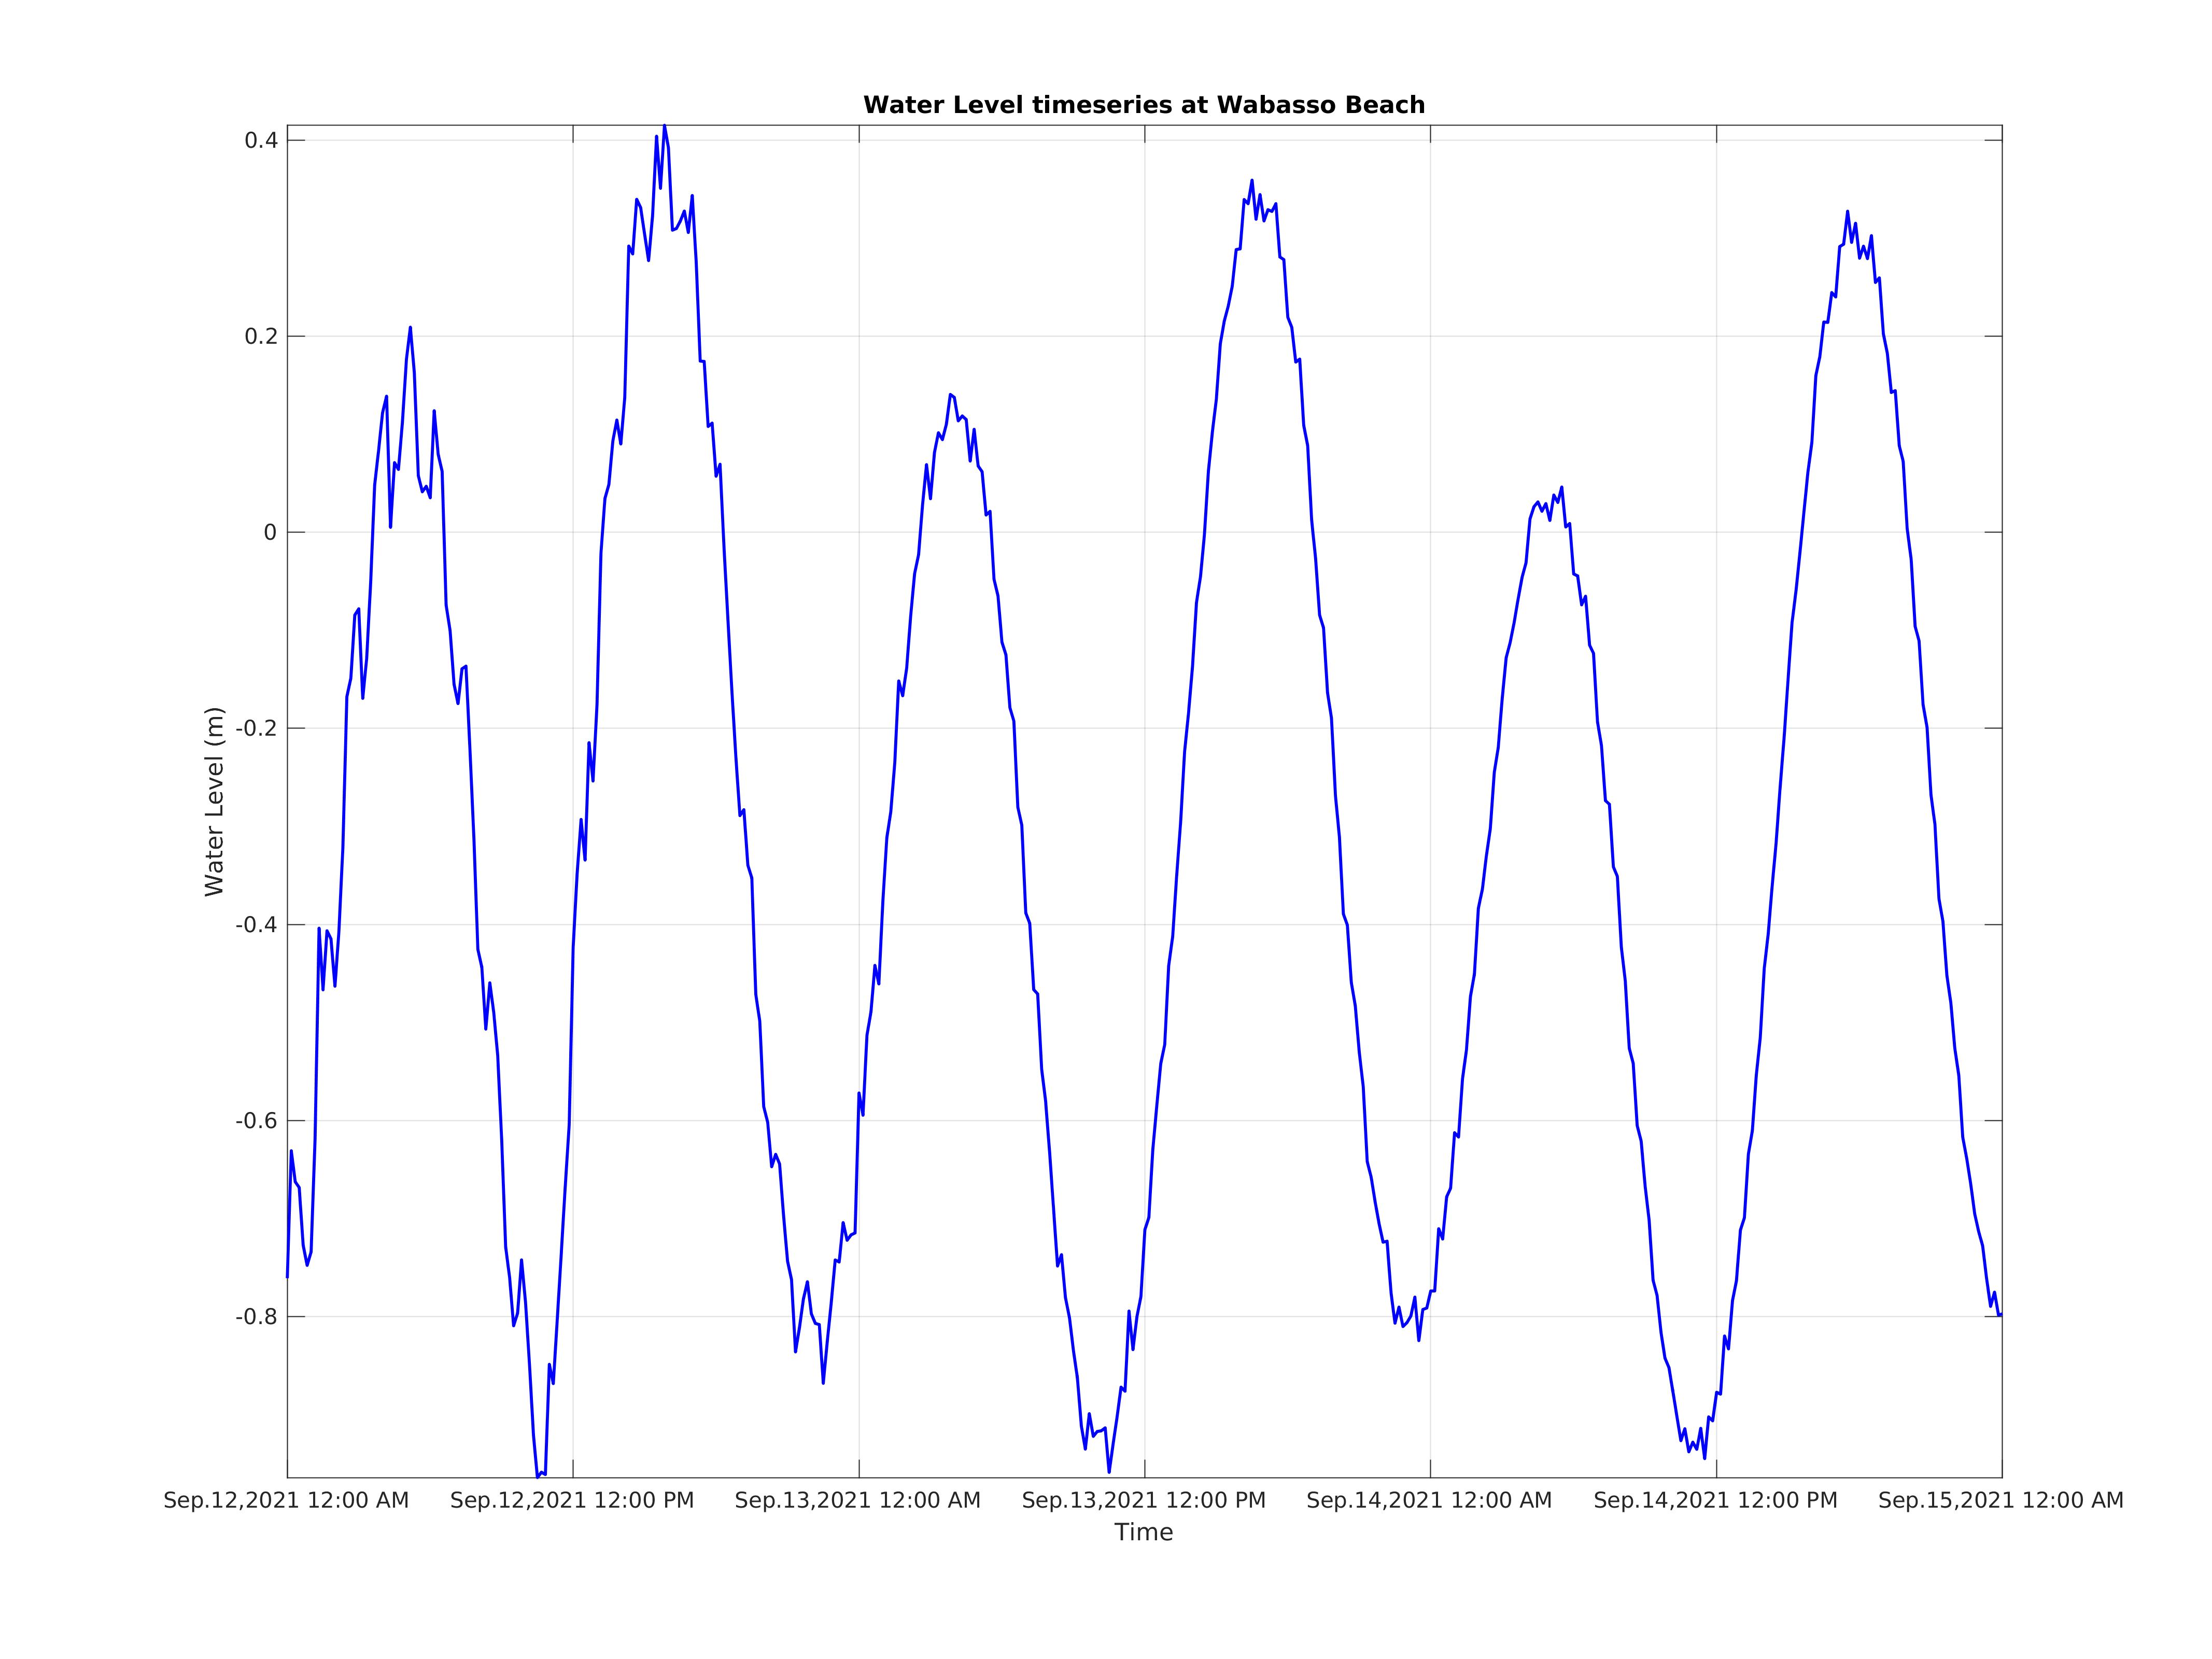 Water Level timeseries at Wabasso Beach
0.4
0.2
0
-0.2
-0.4
-0.6
-0.8
Water Level (m)
Sep.12,2021 12:00 AM Sep.12,2021 12:00 PM Sep.13,2021 12:00 AM Sep.13,2021 12:00 PM Sep.14,2021 12:00 AM Sep.14,2021 12:00 PM Sep.15,2021 12:00 AM
Time